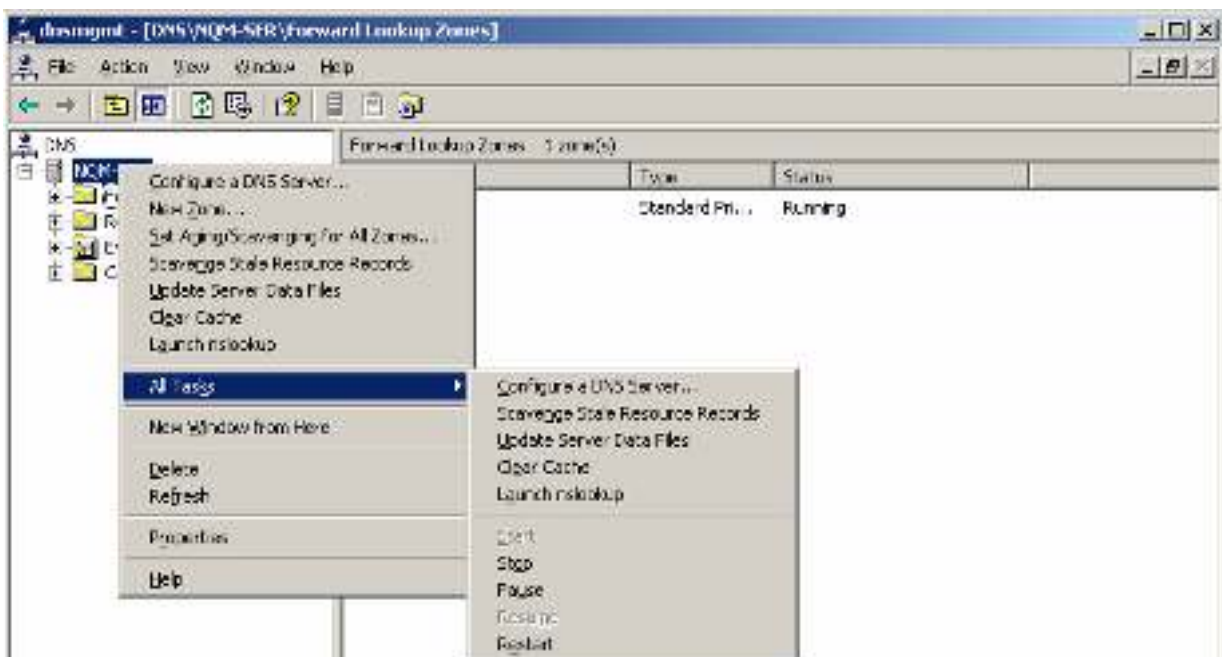 dnsmgmt - [DNS\NQM-SER\Forward Lookup Zones]
File Action View Window Help
DNS
Forward Lookup Zones 1 zone(s)
NQM-
Type Status
Standard Pri... Running
Configure a DNS Server...
New Zone...
Set Aging/Scavenging for All Zones...
Scavenge Stale Resource Records
Update Server Data Files
Clear Cache
Launch nslookup
All Tasks
New Window from Here
Delete
Refresh
Properties
Help
Configure a DNS Server...
Scavenge Stale Resource Records
Update Server Data Files
Clear Cache
Launch nslookup
Start
Stop
Pause
Resume
Restart